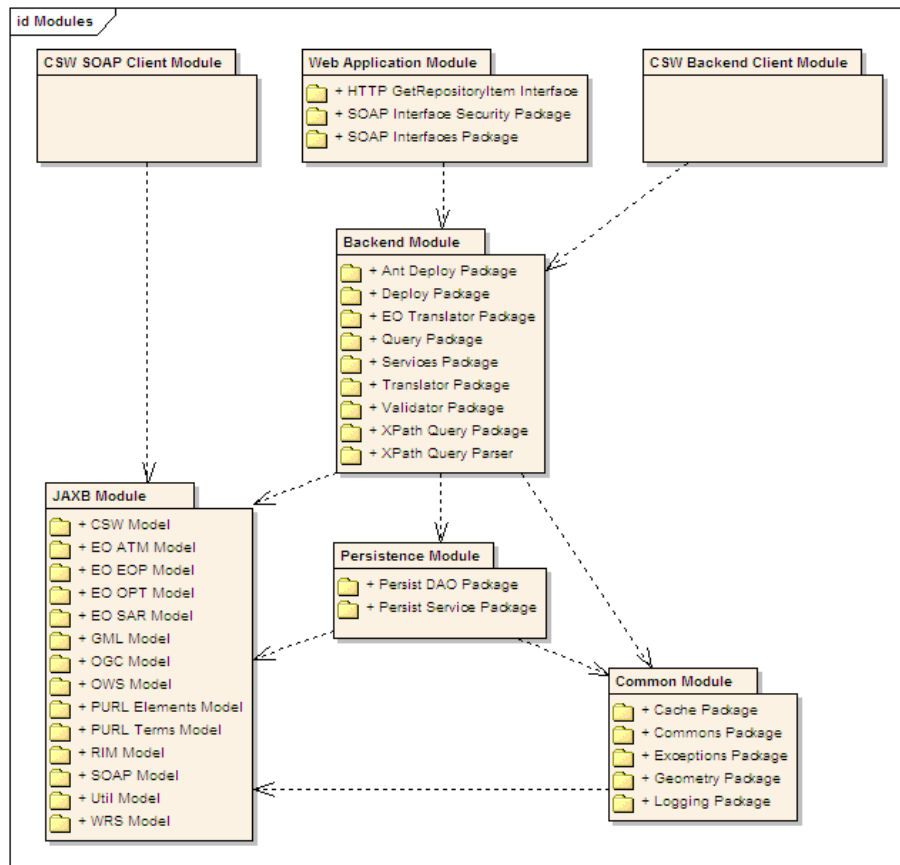 id Modules
CSW SOAP Client Module
Web Application Module
+ HTTP GetRepositoryItem Interface
+ SOAP Interface Security Package
+ SOAP Interfaces Package
CSW Backend Client Module
Backend Module
+ Ant Deploy Package
+ Deploy Package
+ EO Translator Package
+ Query Package
+ Services Package
+ Translator Package
+ Validator Package
+ XPath Query Package
+ XPath Query Parser
JAXB Module
+ CSW Model
+ EO ATM Model
+ EO EOP Model
+ EO OPT Model
+ EO SAR Model
+ GML Model
+ OGC Model
+ OWS Model
+ PURL Elements Model
+ PURL Terms Model
+ RIM Model
+ SOAP Model
+ Util Model
+ WRS Model
Persistence Module
+ Persist DAO Package
+ Persist Service Package
Common Module
+ Cache Package
+ Commons Package
+ Exceptions Package
+ Geometry Package
+ Logging Package